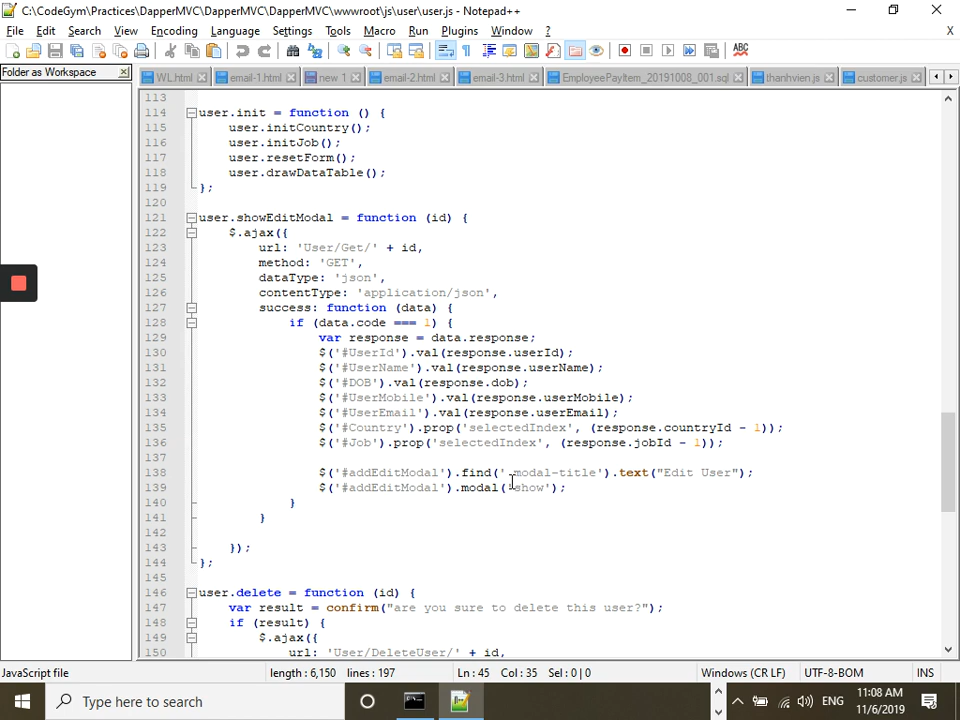 C:\CodeGym\Practices\DapperMVC\DapperMVC\DapperMVC\wwwroot\js\user\user.js - Notepad++
File Edit Search View Encoding Language Settings Tools Macro Run Plugins Window ? X
Folder as Workspace
WL.html email-1.html new 1 email-2.html email-3.html EmployeePayItem_20191008_001.sql thanhvien.js customer.js
113
114 user.init = function () {
115 user.initCountry();
116 user.initJob();
117 user.resetForm();
118 user.drawDataTable();
119 };
120
121 user.showEditModal = function (id) {
122 $.ajax({
123 url: 'User/Get/' + id,
124 method: 'GET',
125 dataType: 'json',
126 contentType: 'application/json',
127 success: function (data) {
128 if (data.code === 1) {
129 var response = data.response;
130 $('#UserId').val(response.userId);
131 $('#UserName').val(response.userName);
132 $('#DOB').val(response.dob);
133 $('#UserMobile').val(response.userMobile);
134 $('#UserEmail').val(response.userEmail);
135 $('#Country').prop('selectedIndex', (response.countryId - 1));
136 $('#Job').prop('selectedIndex', (response.jobId - 1));
137
138 $('#addEditModal').find('.modal-title').text("Edit User");
139 $('#addEditModal').modal('show');
140 }
141 }
142
143 });
144 };
145
146 user.delete = function (id) {
147 var result = confirm("are you sure to delete this user?");
148 if (result) {
149 $.ajax({
150 url: 'User/DeleteUser/' + id,
JavaScript file length : 6,150 lines : 197 Ln : 45 Col : 35 Sel : 0 | 0 Windows (CR LF) UTF-8-BOM INS
Type here to search
ENG
11:08 AM
11/6/2019